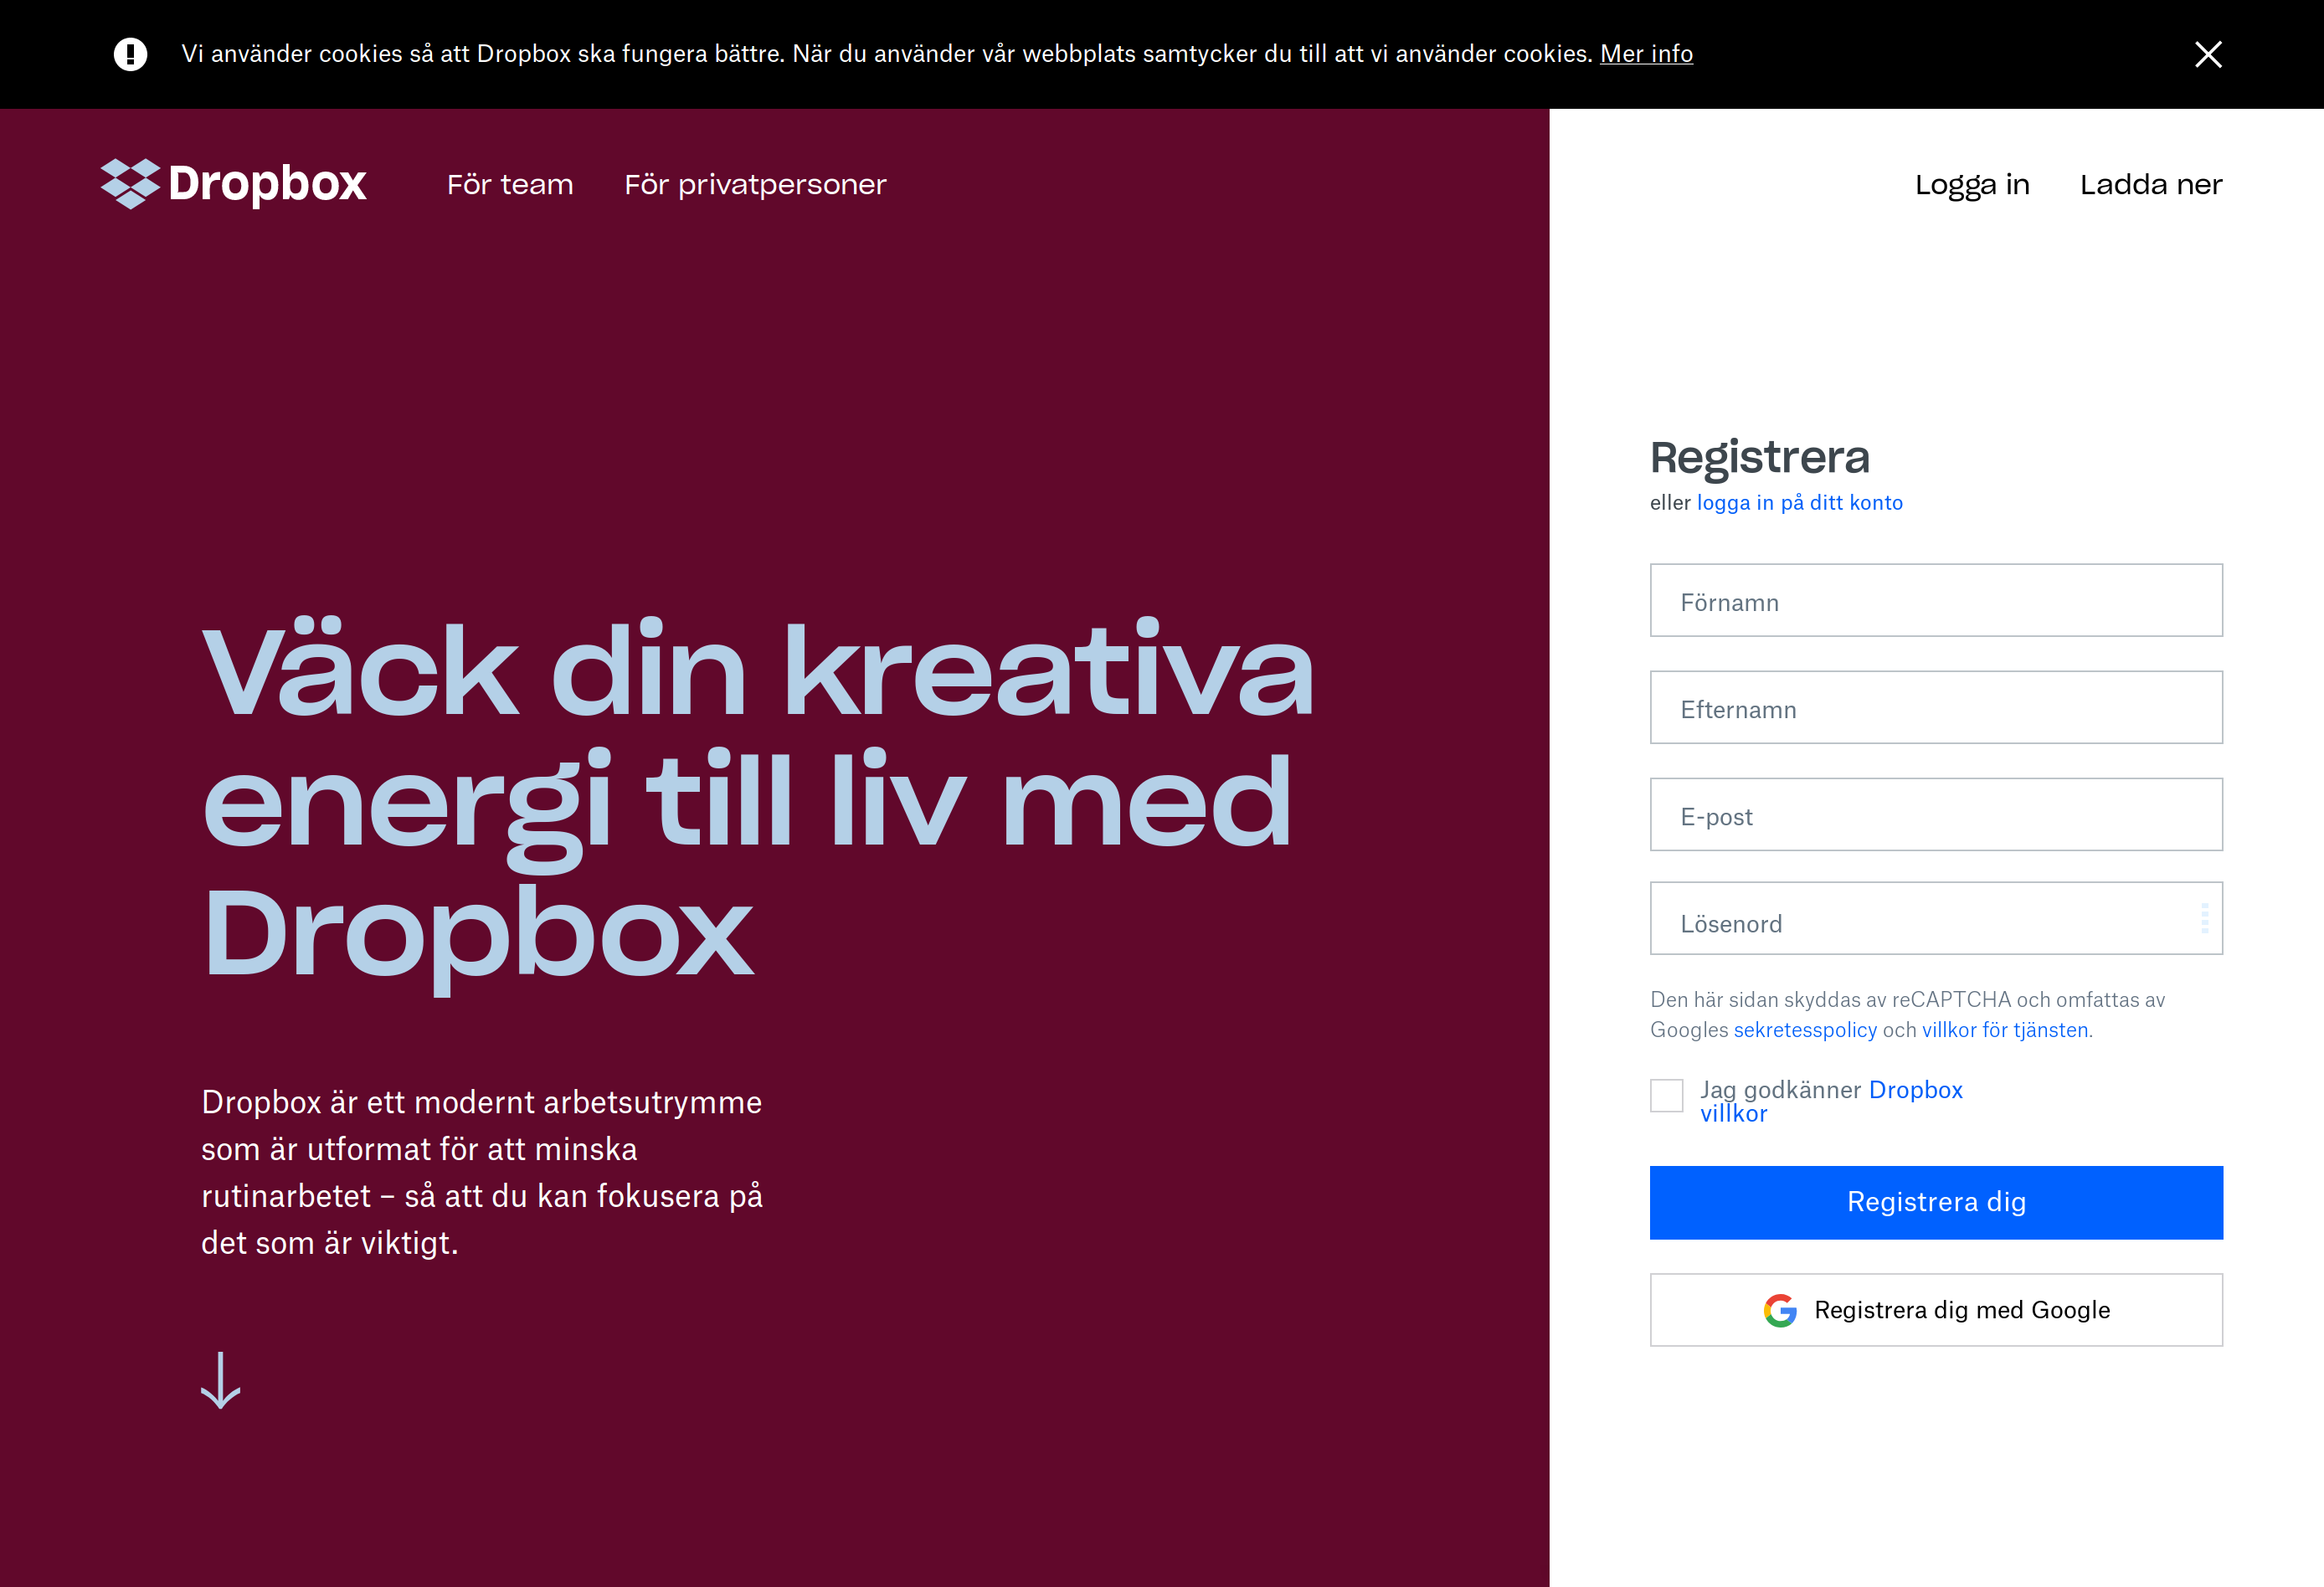 Vi använder cookies så att Dropbox ska fungera bättre. När du använder vår webbplats samtycker du till att vi använder cookies. Mer info
Dropbox
För team
För privatpersoner
Logga in
Ladda ner
Väck din kreativa
energi till liv med
Dropbox
Dropbox är ett modernt arbetsutrymme
som är utformat för att minska
rutinarbetet – så att du kan fokusera på
det som är viktigt.
Registrera
eller logga in på ditt konto
Förnamn
Efternamn
E-post
Lösenord
Den här sidan skyddas av reCAPTCHA och omfattas av
Googles sekretesspolicy och villkor för tjänsten.
Jag godkänner Dropbox
villkor
Registrera dig
Registrera dig med Google